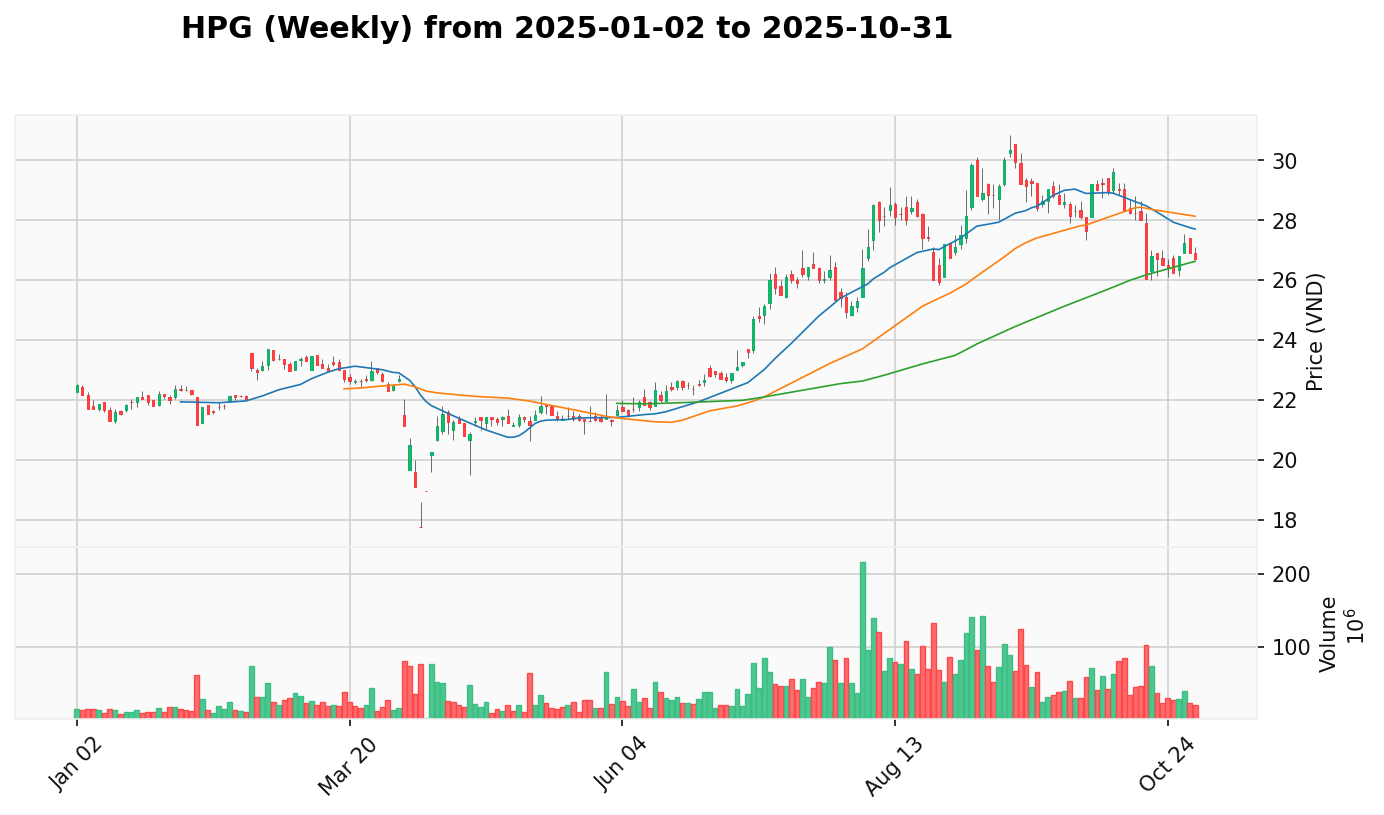 HPG (Weekly) from 2025-01-02 to 2025-10-31
30
28
26
24
22
20
18
Price (VND)
200
100
Volume
10^6
Jan 02
Mar 20
Jun 04
Aug 13
Oct 24